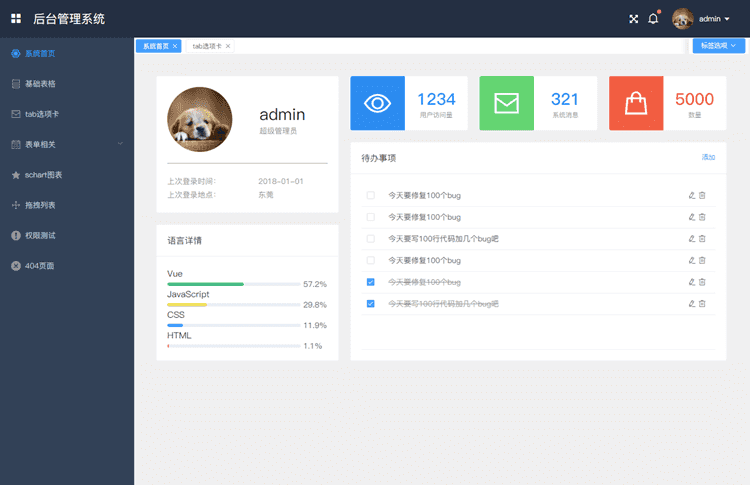 后台管理系统
admin
系统首页
基础表格
tab选项卡
表单相关
schart图表
拖拽列表
权限测试
404页面
系统首页
tab选项卡
标签选项
admin
超级管理员
上次登录时间:
2018-01-01
上次登录地点:
东莞
语言详情
Vue
57.2%
JavaScript
29.8%
CSS
11.9%
HTML
1.1%
1234
用户访问量
321
系统消息
5000
数量
待办事项
添加
今天要修复100个bug
今天要修复100个bug
今天要写100行代码加几个bug吧
今天要修复100个bug
今天要修复100个bug
今天要写100行代码加几个bug吧